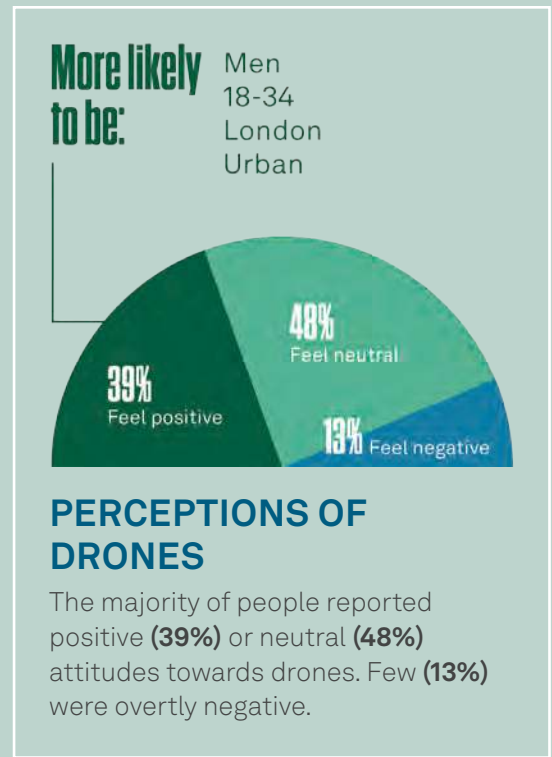 More likely
to be:
Men
18-34
London
Urban
48%
Feel neutral
39%
Feel positive
13% Feel negative
PERCEPTIONS OF
DRONES
The majority of people reported
positive (39%) or neutral (48%)
attitudes towards drones. Few (13%)
were overtly negative.